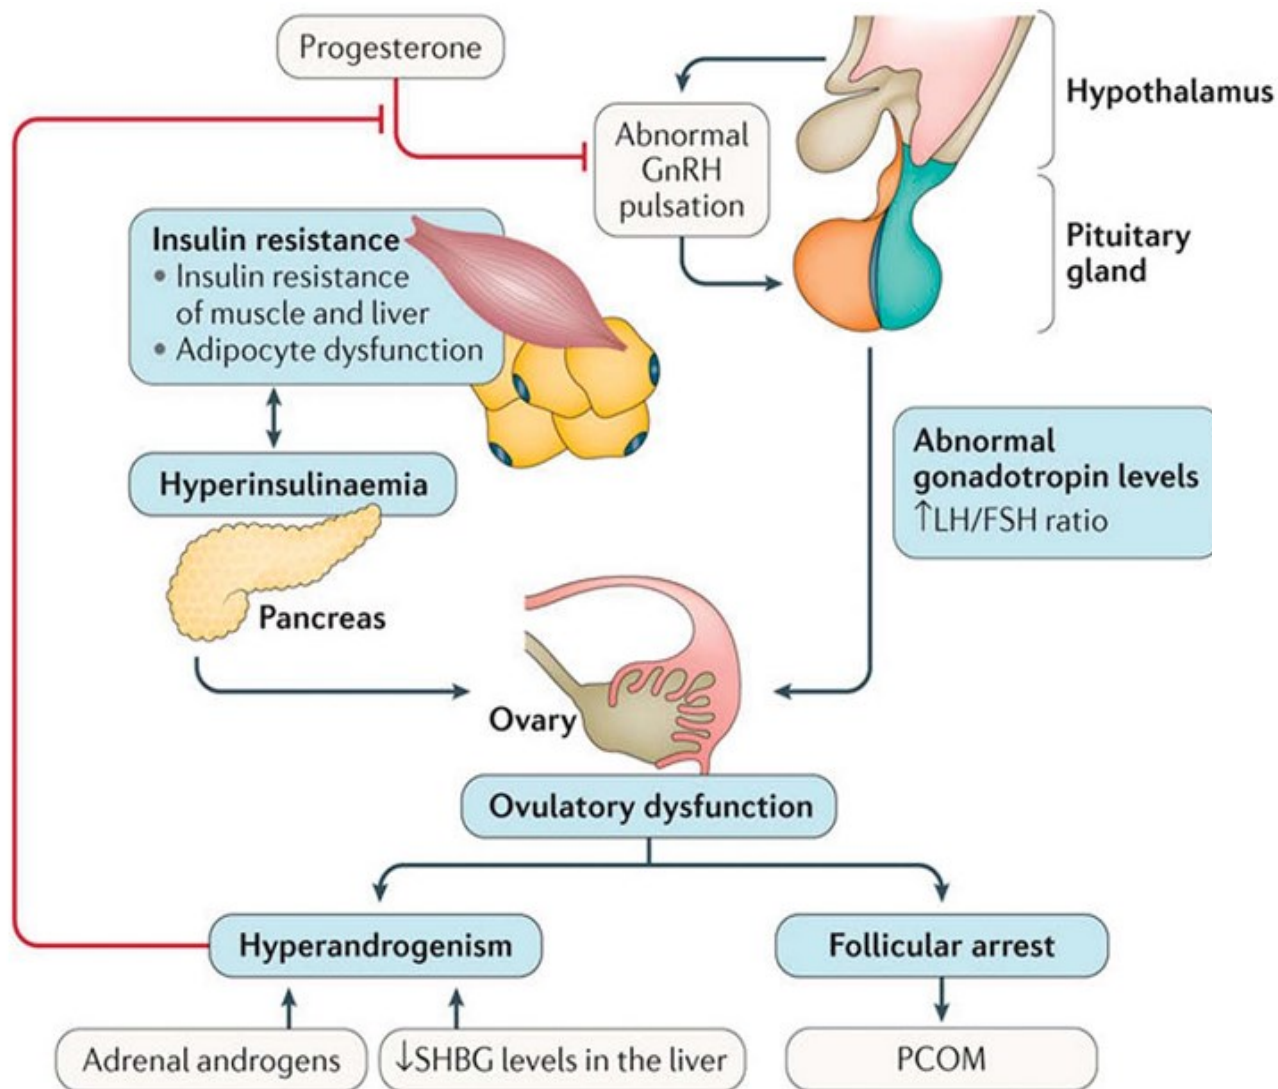 Progesterone
Hypothalamus
Abnormal
GnRH
pulsation
Pituitary
gland
Insulin resistance
• Insulin resistance
of muscle and liver
• Adipocyte dysfunction
Abnormal
gonadotropin levels
↑LH/FSH ratio
Hyperinsulinaemia
Pancreas
Ovary
Ovulatory dysfunction
Hyperandrogenism
Follicular arrest
Adrenal androgens
↓SHBG levels in the liver
PCOM